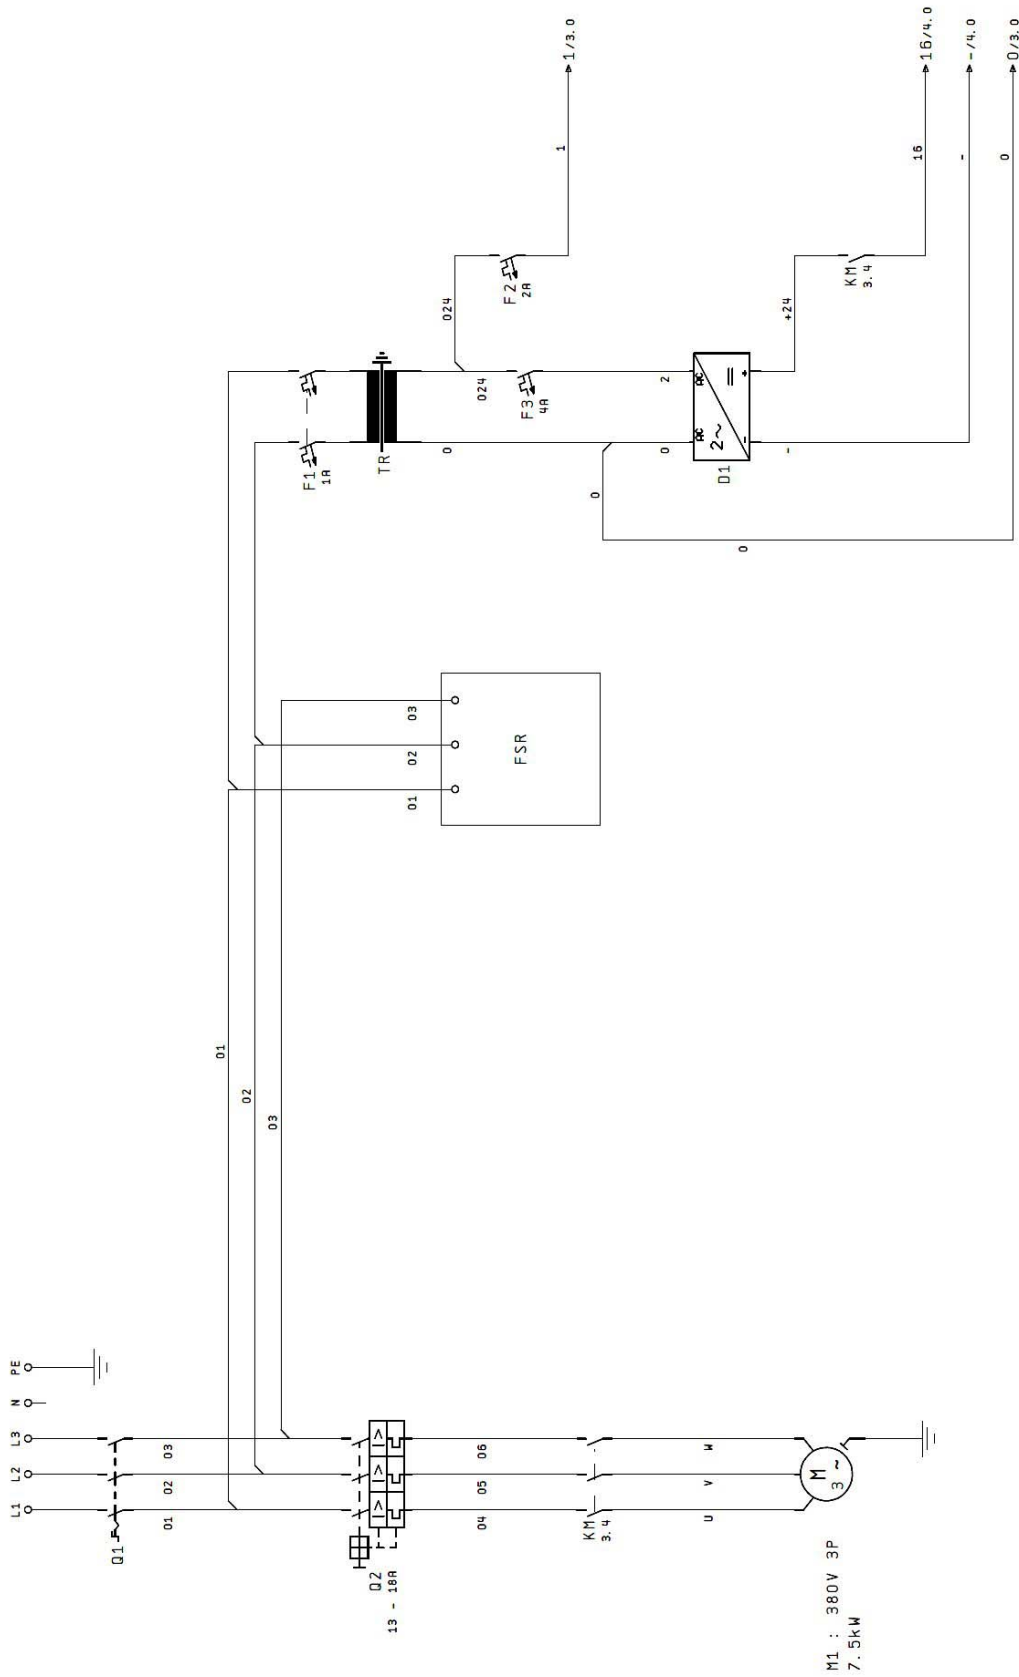 L1
L2
L3
N
PE
Q1
01
02
03
01
02
03
Q2
13 - 18A
I>
I>
I>
04
05
06
KM
3.4
U
V
W
M
3 ~
M1 : 380V 3P
7.5kW
01
02
03
FSR
F1
1A
TR
0
024
024
F2
2A
1
1/3.0
F3
4A
0
0
0
2
AC
AC
2~
-
+
D1
-
+24
KM
3.4
16
16/4.0
-
-/4.0
0
0/3.0